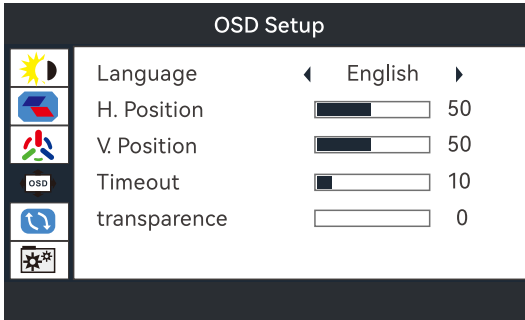 OSD Setup
Language English
H. Position 50
V. Position 50
Timeout 10
OSD
transparence 0